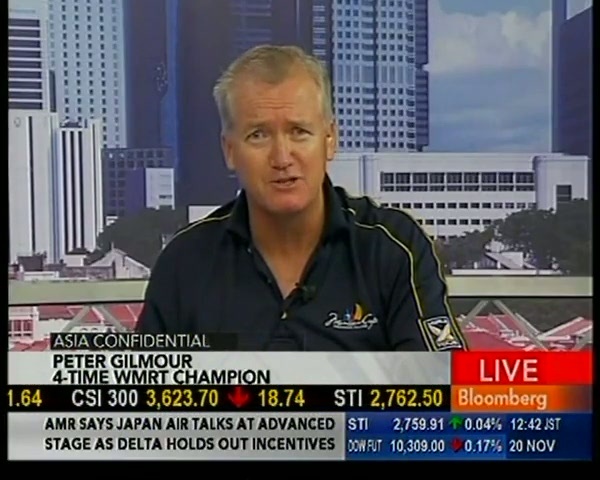 ASIA CONFIDENTIAL
PETER GILMOUR
4-TIME WMRT CHAMPION
LIVE
1.64 CSI 300 3,623.70 18.74 STI 2,762.50
Bloomberg
AMR SAYS JAPAN AIR TALKS AT ADVANCED
STAGE AS DELTA HOLDS OUT INCENTIVES
STI 2,759.91 0.04% 12:42 JST
DOW FUT 10,309.00 0.17% 20 NOV